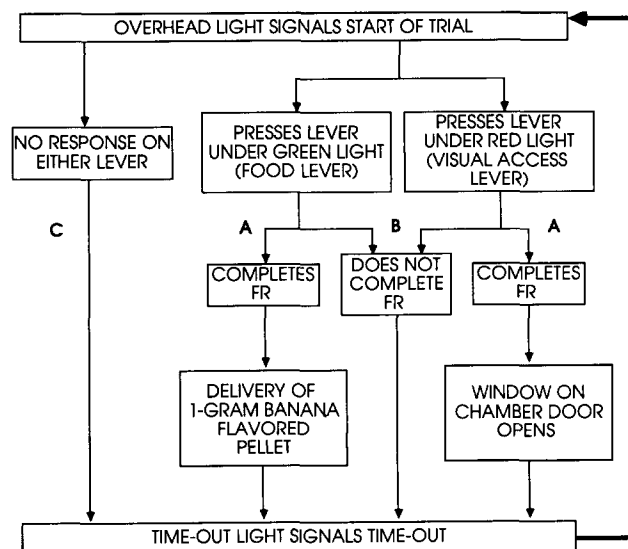 OVERHEAD LIGHT SIGNALS START OF TRIAL
NO RESPONSE ON
EITHER LEVER
PRESSES LEVER
UNDER GREEN LIGHT
(FOOD LEVER)
PRESSES LEVER
UNDER RED LIGHT
(VISUAL ACCESS
LEVER)
C
A
B
A
COMPLETES
FR
DOES NOT
COMPLETE
FR
COMPLETES
FR
DELIVERY OF
1-GRAM BANANA
FLAVORED
PELLET
WINDOW ON
CHAMBER DOOR
OPENS
TIME-OUT LIGHT SIGNALS TIME-OUT